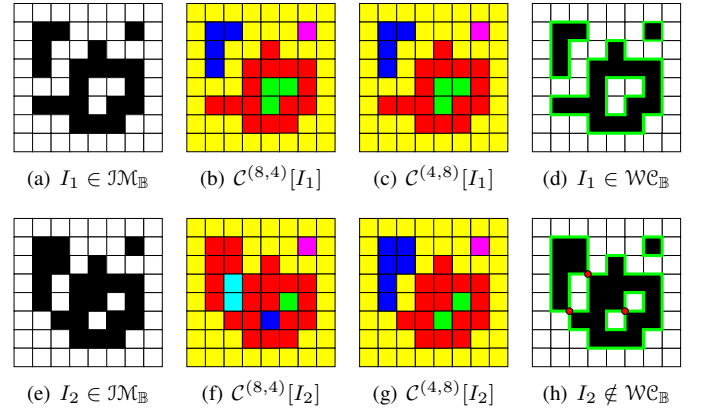 (a) I₁ ∈ ℐℳ_𝔹 (b) 𝒞^(8,4)[I₁] (c) 𝒞^(4,8)[I₁] (d) I₁ ∈ 𝒲𝒞_𝔹
(e) I₂ ∈ ℐℳ_𝔹 (f) 𝒞^(8,4)[I₂] (g) 𝒞^(4,8)[I₂] (h) I₂ ∉ 𝒲𝒞_𝔹